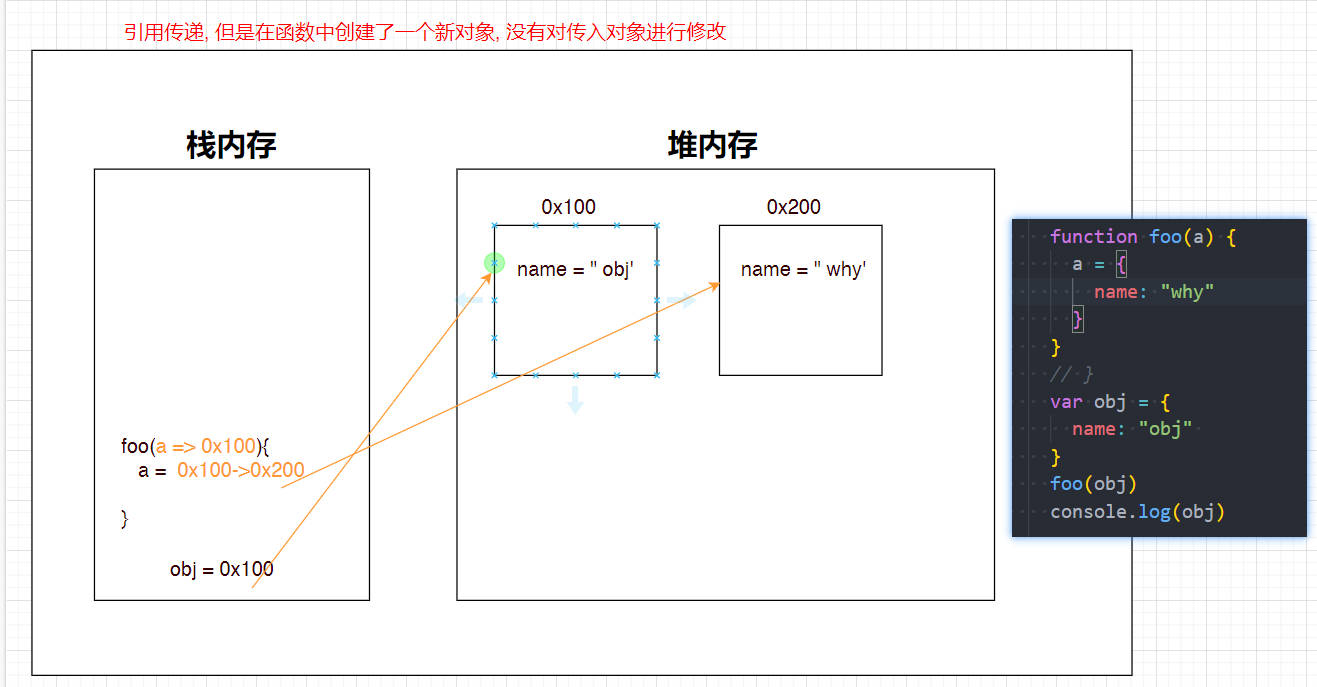 引用传递, 但是在函数中创建了一个新对象, 没有对传入对象进行修改
栈内存
堆内存
0x100
0x200
name = " obj'
name = " why'
foo(a => 0x100){
a = 0x100->0x200
}
obj = 0x100
function foo(a) {
a = {
name: "why"
}
}
// }
var obj = {
name: "obj"
}
foo(obj)
console.log(obj)